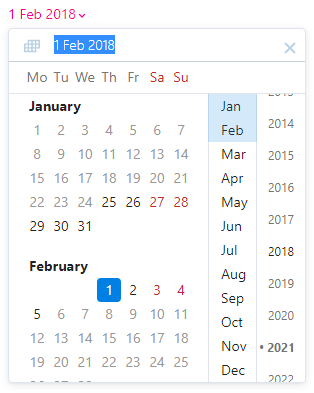 1 Feb 2018
1 Feb 2018
Mo Tu We Th Fr Sa Su
January
1 2 3 4 5 6 7
8 9 10 11 12 13 14
15 16 17 18 19 20 21
22 23 24 25 26 27 28
29 30 31
February
1 2 3 4
5 6 7 8 9 10 11
12 13 14 15 16 17 18
19 20 21 22 23 24 25
26 27 28
Jan
Feb
Mar
Apr
May
Jun
Jul
Aug
Sep
Oct
Nov
Dec
2013
2014
2015
2016
2017
2018
2019
2020
• 2021
2022